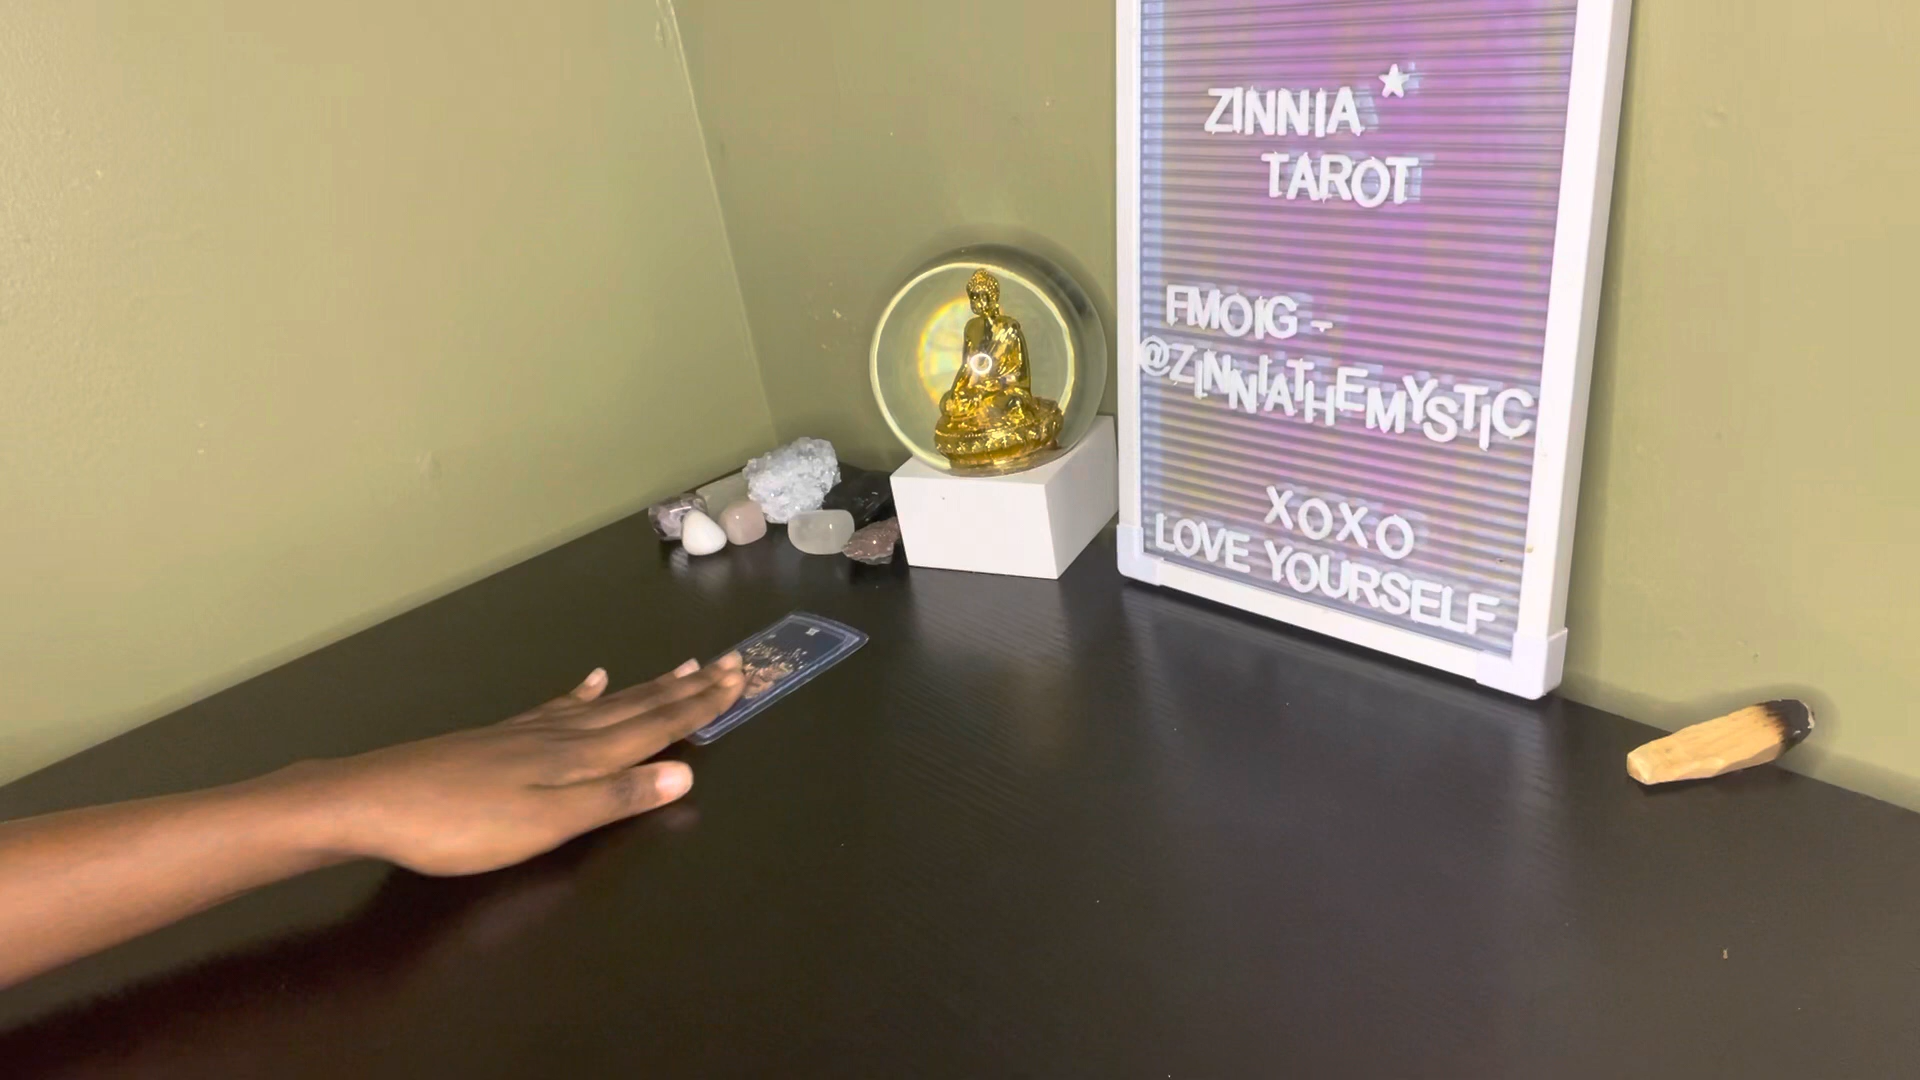 ZINNIA
TAROT
FMOIG -
@ZINNIATHEMYSTIC
XOXO
LOVE YOURSELF